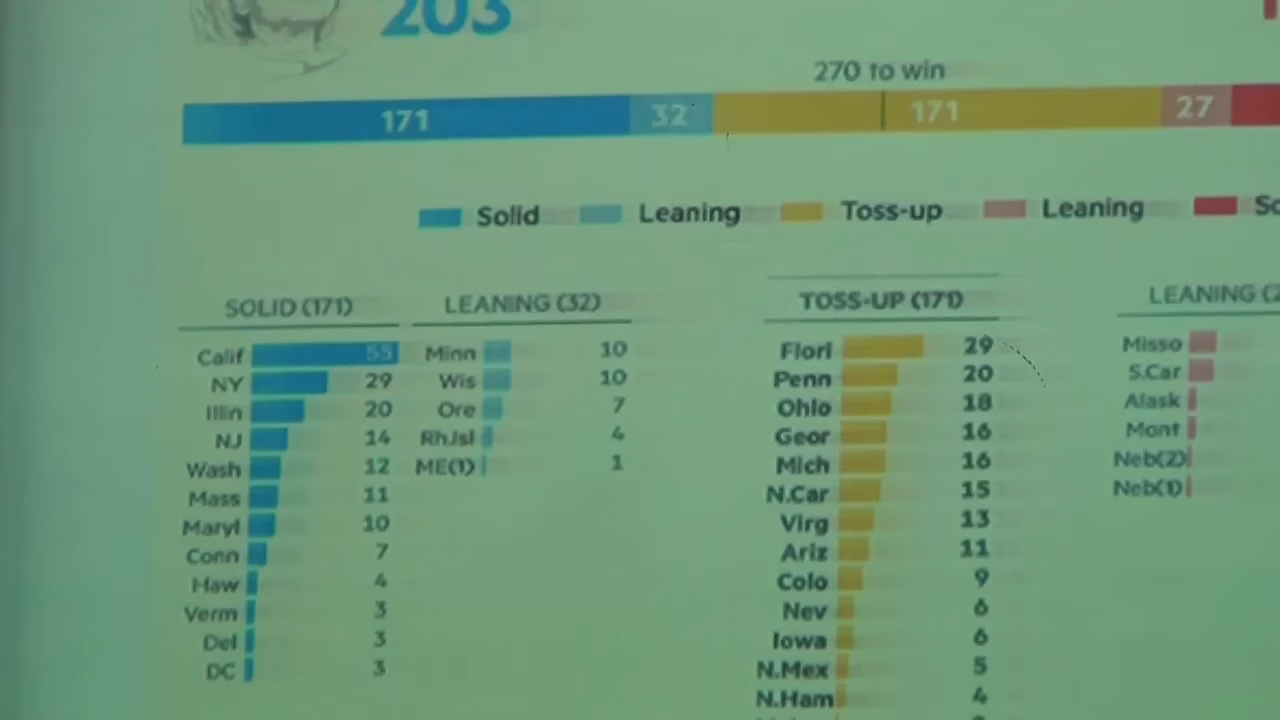 203
270 to win
171 32 171 27
Solid Leaning Toss-up Leaning
SOLID (171)
Calif 55
NY 29
Illin 20
NJ 14
Wash 12
Mass 11
Maryl 10
Conn 7
Haw 4
Verm 3
Del 3
DC 3
LEANING (32)
Minn 10
Wis 10
Ore 7
Rh.Isl 4
ME(1) 1
TOSS-UP (171)
Flori 29
Penn 20
Ohio 18
Geor 16
Mich 16
N.Car 15
Virg 13
Ariz 11
Colo 9
Nev 6
Iowa 6
N.Mex 5
N.Ham 4
LEANING (2
Misso
S.Car
Alask
Mont
Neb(2)
Neb(1)